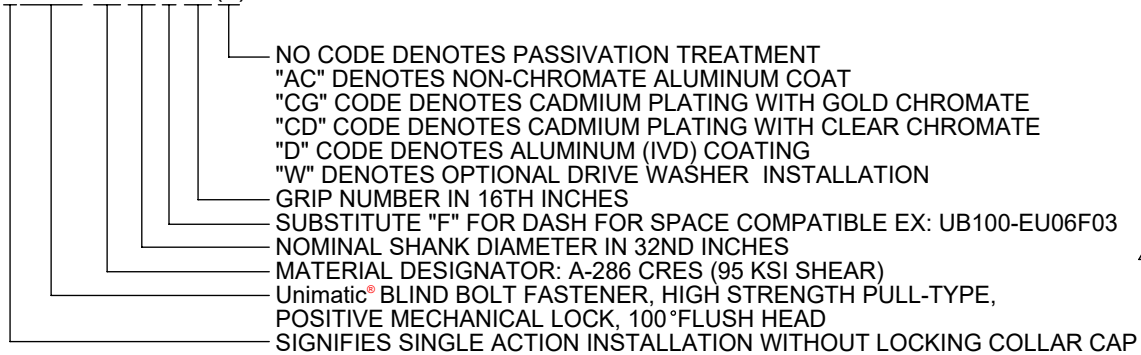 NO CODE DENOTES PASSIVATION TREATMENT
"AC" DENOTES NON-CHROMATE ALUMINUM COAT
"CG" CODE DENOTES CADMIUM PLATING WITH GOLD CHROMATE
"CD" CODE DENOTES CADMIUM PLATING WITH CLEAR CHROMATE
"D" CODE DENOTES ALUMINUM (IVD) COATING
"W" DENOTES OPTIONAL DRIVE WASHER INSTALLATION
GRIP NUMBER IN 16TH INCHES
SUBSTITUTE "F" FOR DASH FOR SPACE COMPATIBLE EX: UB100-EU06F03
NOMINAL SHANK DIAMETER IN 32ND INCHES
MATERIAL DESIGNATOR: A-286 CRES (95 KSI SHEAR)
Unimatic® BLIND BOLT FASTENER, HIGH STRENGTH PULL-TYPE,
POSITIVE MECHANICAL LOCK, 100°FLUSH HEAD
SIGNIFIES SINGLE ACTION INSTALLATION WITHOUT LOCKING COLLAR CAP